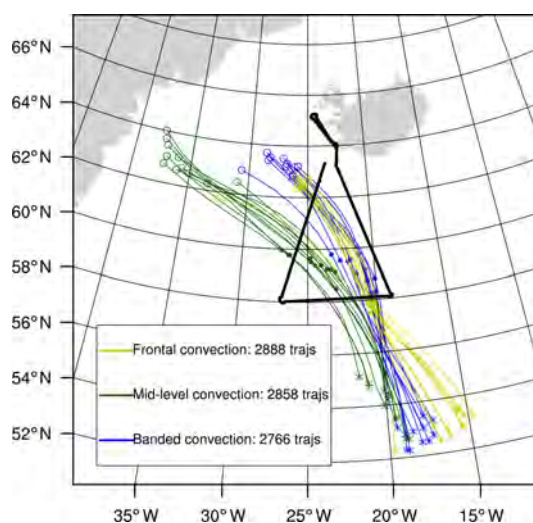 66°N
64°N
62°N
60°N
58°N
56°N
54°N
52°N
Frontal convection: 2888 trajs
Mid-level convection: 2858 trajs
Banded convection: 2766 trajs
35°W
30°W
25°W
20°W
15°W